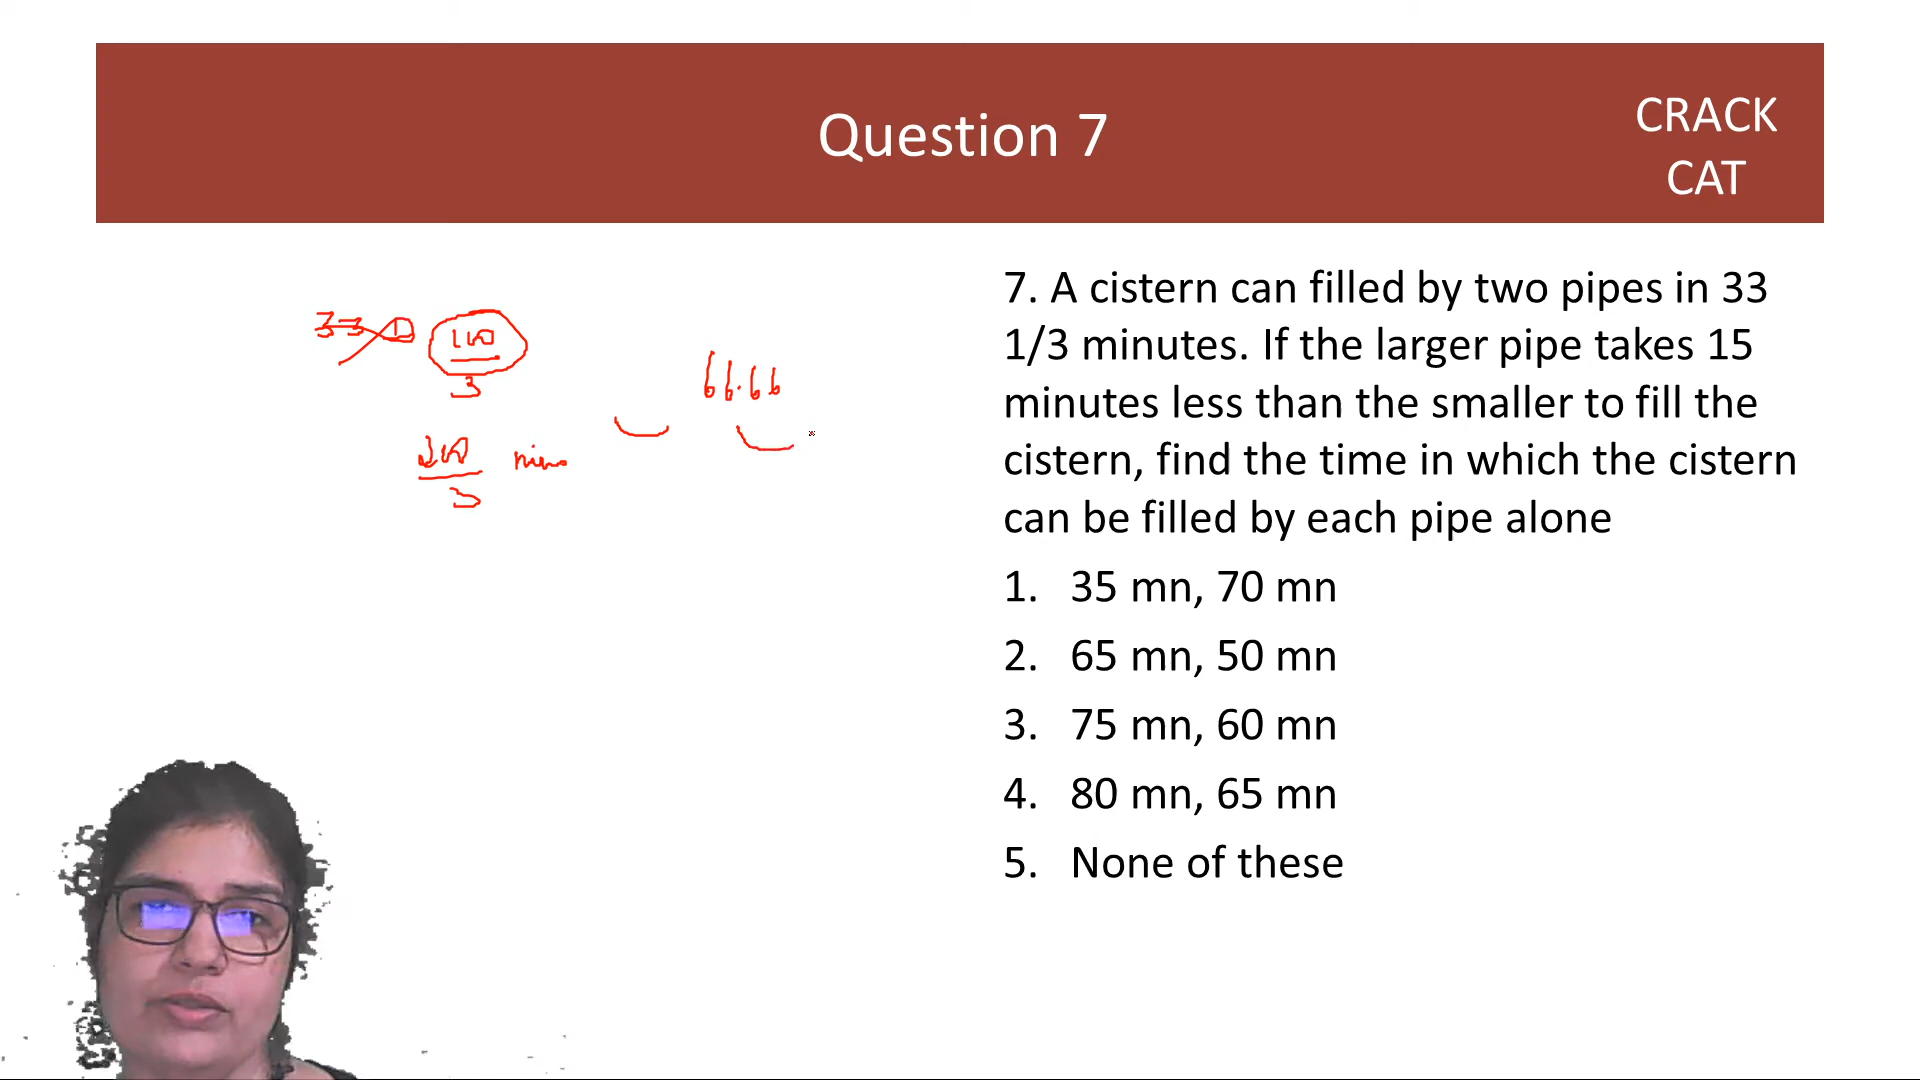 Question 7
CRACK
CAT
100
3
66.66
200
3
7. A cistern can filled by two pipes in 33
1/3 minutes. If the larger pipe takes 15
minutes less than the smaller to fill the
cistern, find the time in which the cistern
can be filled by each pipe alone
1. 35 mn, 70 mn
2. 65 mn, 50 mn
3. 75 mn, 60 mn
4. 80 mn, 65 mn
5. None of these